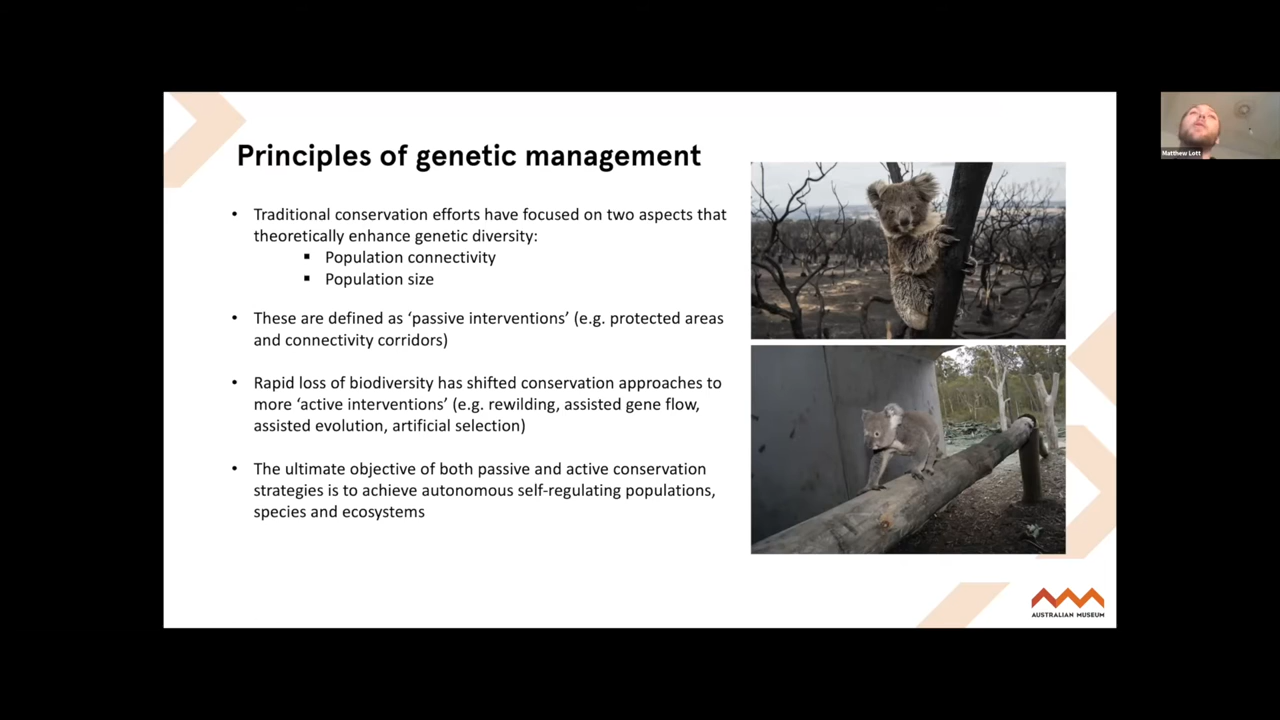 Principles of genetic management
• Traditional conservation efforts have focused on two aspects that
theoretically enhance genetic diversity:
▪ Population connectivity
▪ Population size
• These are defined as ‘passive interventions’ (e.g. protected areas
and connectivity corridors)
• Rapid loss of biodiversity has shifted conservation approaches to
more ‘active interventions’ (e.g. rewilding, assisted gene flow,
assisted evolution, artificial selection)
• The ultimate objective of both passive and active conservation
strategies is to achieve autonomous self-regulating populations,
species and ecosystems
AUSTRALIAN MUSEUM
Matthew Lott